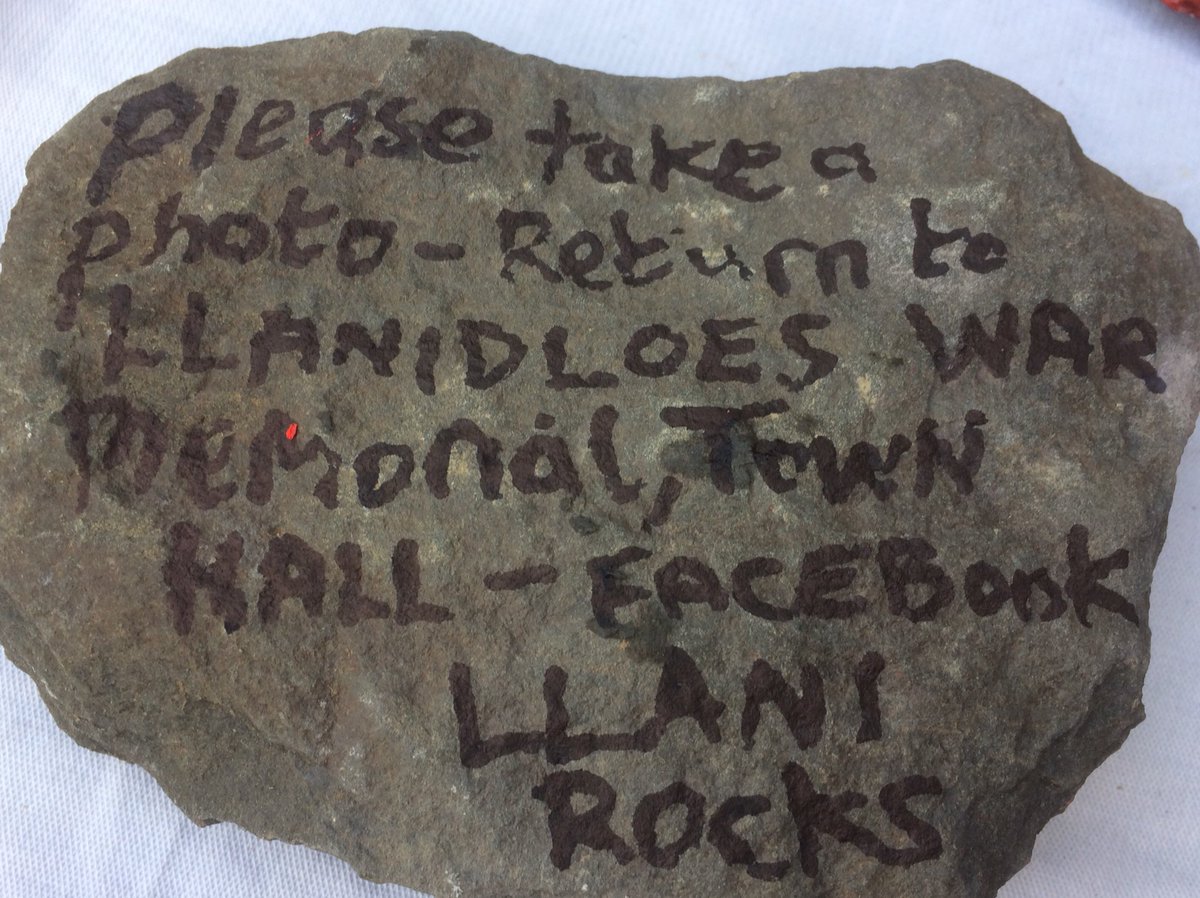 Please take a
photo - Return to
LLANIDLOES WAR
Memorial, Town
HALL - FACEBook
LLANI
ROCKS